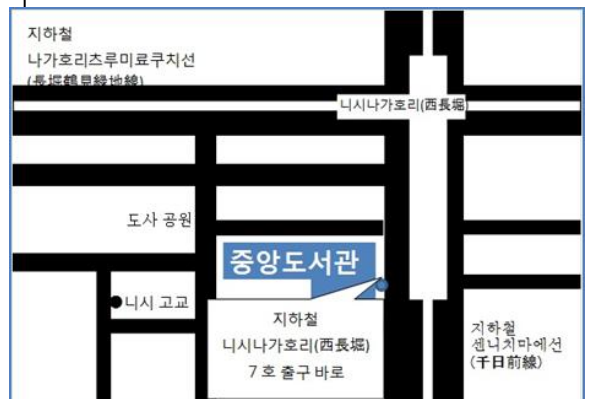 지하철
나가호리츠루미료쿠치선
(長堀鶴見緑地線)
니시나가호리(西長堀)
도사 공원
중앙도서관
니시 고교
지하철
니시나가호리(西長堀)
7 호 출구 바로
지하철
센니치마에선
(千日前線)